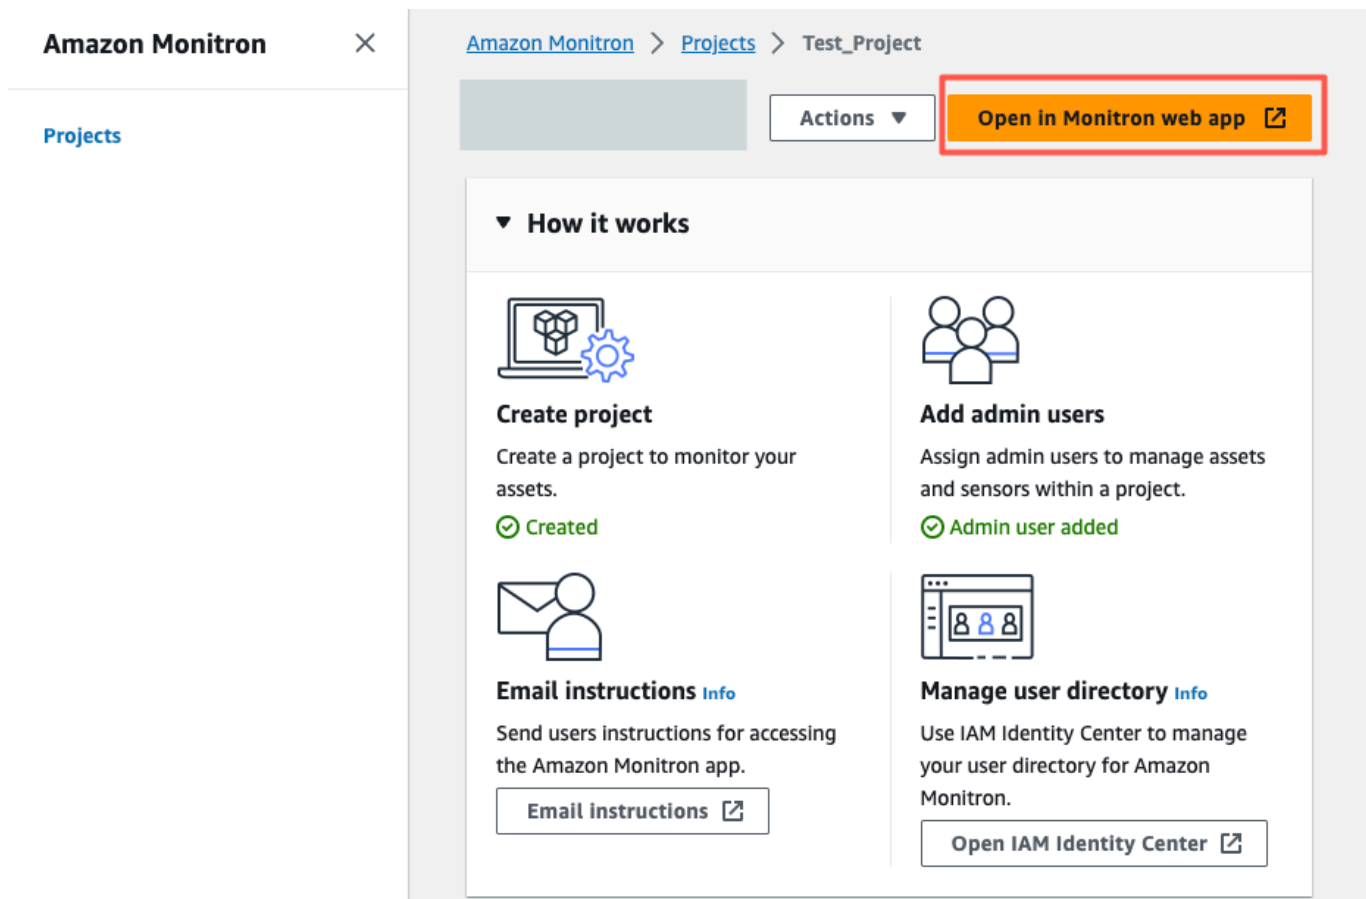 Amazon Monitron
Projects
Amazon Monitron > Projects > Test_Project
Actions
Open in Monitron web app
How it works
Create project
Create a project to monitor your
assets.
Created
Add admin users
Assign admin users to manage assets
and sensors within a project.
Admin user added
Email instructions Info
Send users instructions for accessing
the Amazon Monitron app.
Email instructions
Manage user directory Info
Use IAM Identity Center to manage
your user directory for Amazon
Monitron.
Open IAM Identity Center